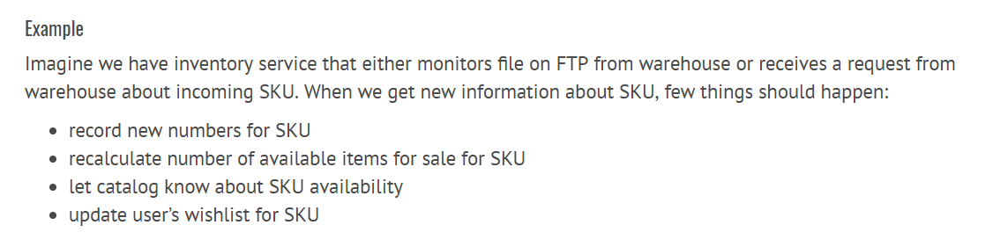 Example
Imagine we have inventory service that either monitors file on FTP from warehouse or receives a request from
warehouse about incoming SKU. When we get new information about SKU, few things should happen:
• record new numbers for SKU
• recalculate number of available items for sale for SKU
• let catalog know about SKU availability
• update user’s wishlist for SKU